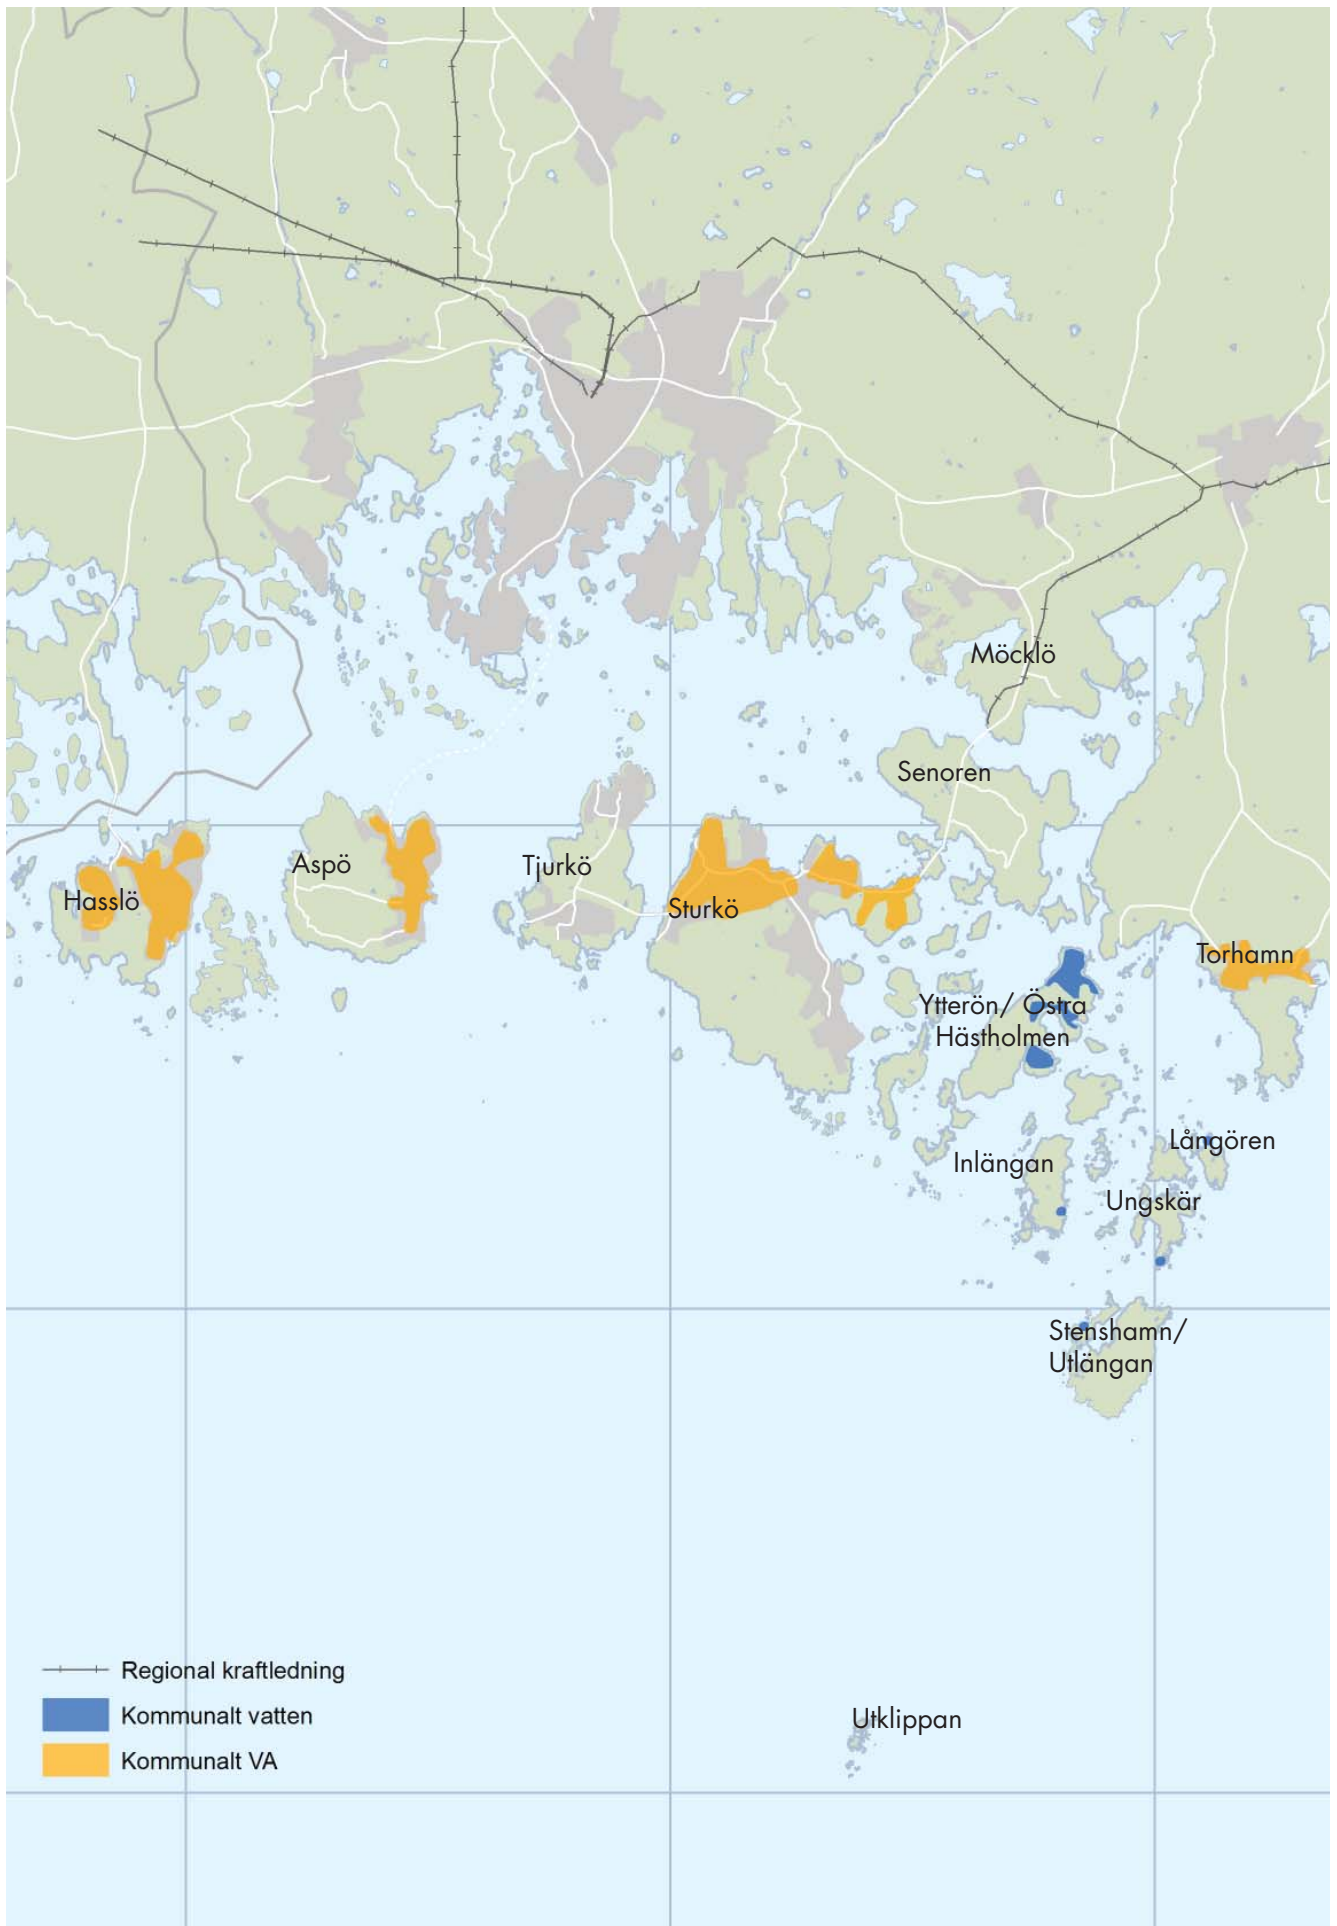 Möcklö
Senoren
Aspö
Tjurkö
Hasslö
Sturkö
Torhamn
Ytterön/ Östra
Hästholmen
Långören
Inlängan
Ungskär
Stenshamn/
Utlängan
Regional kraftledning
Kommunalt vatten
Kommunalt VA
Utklippan